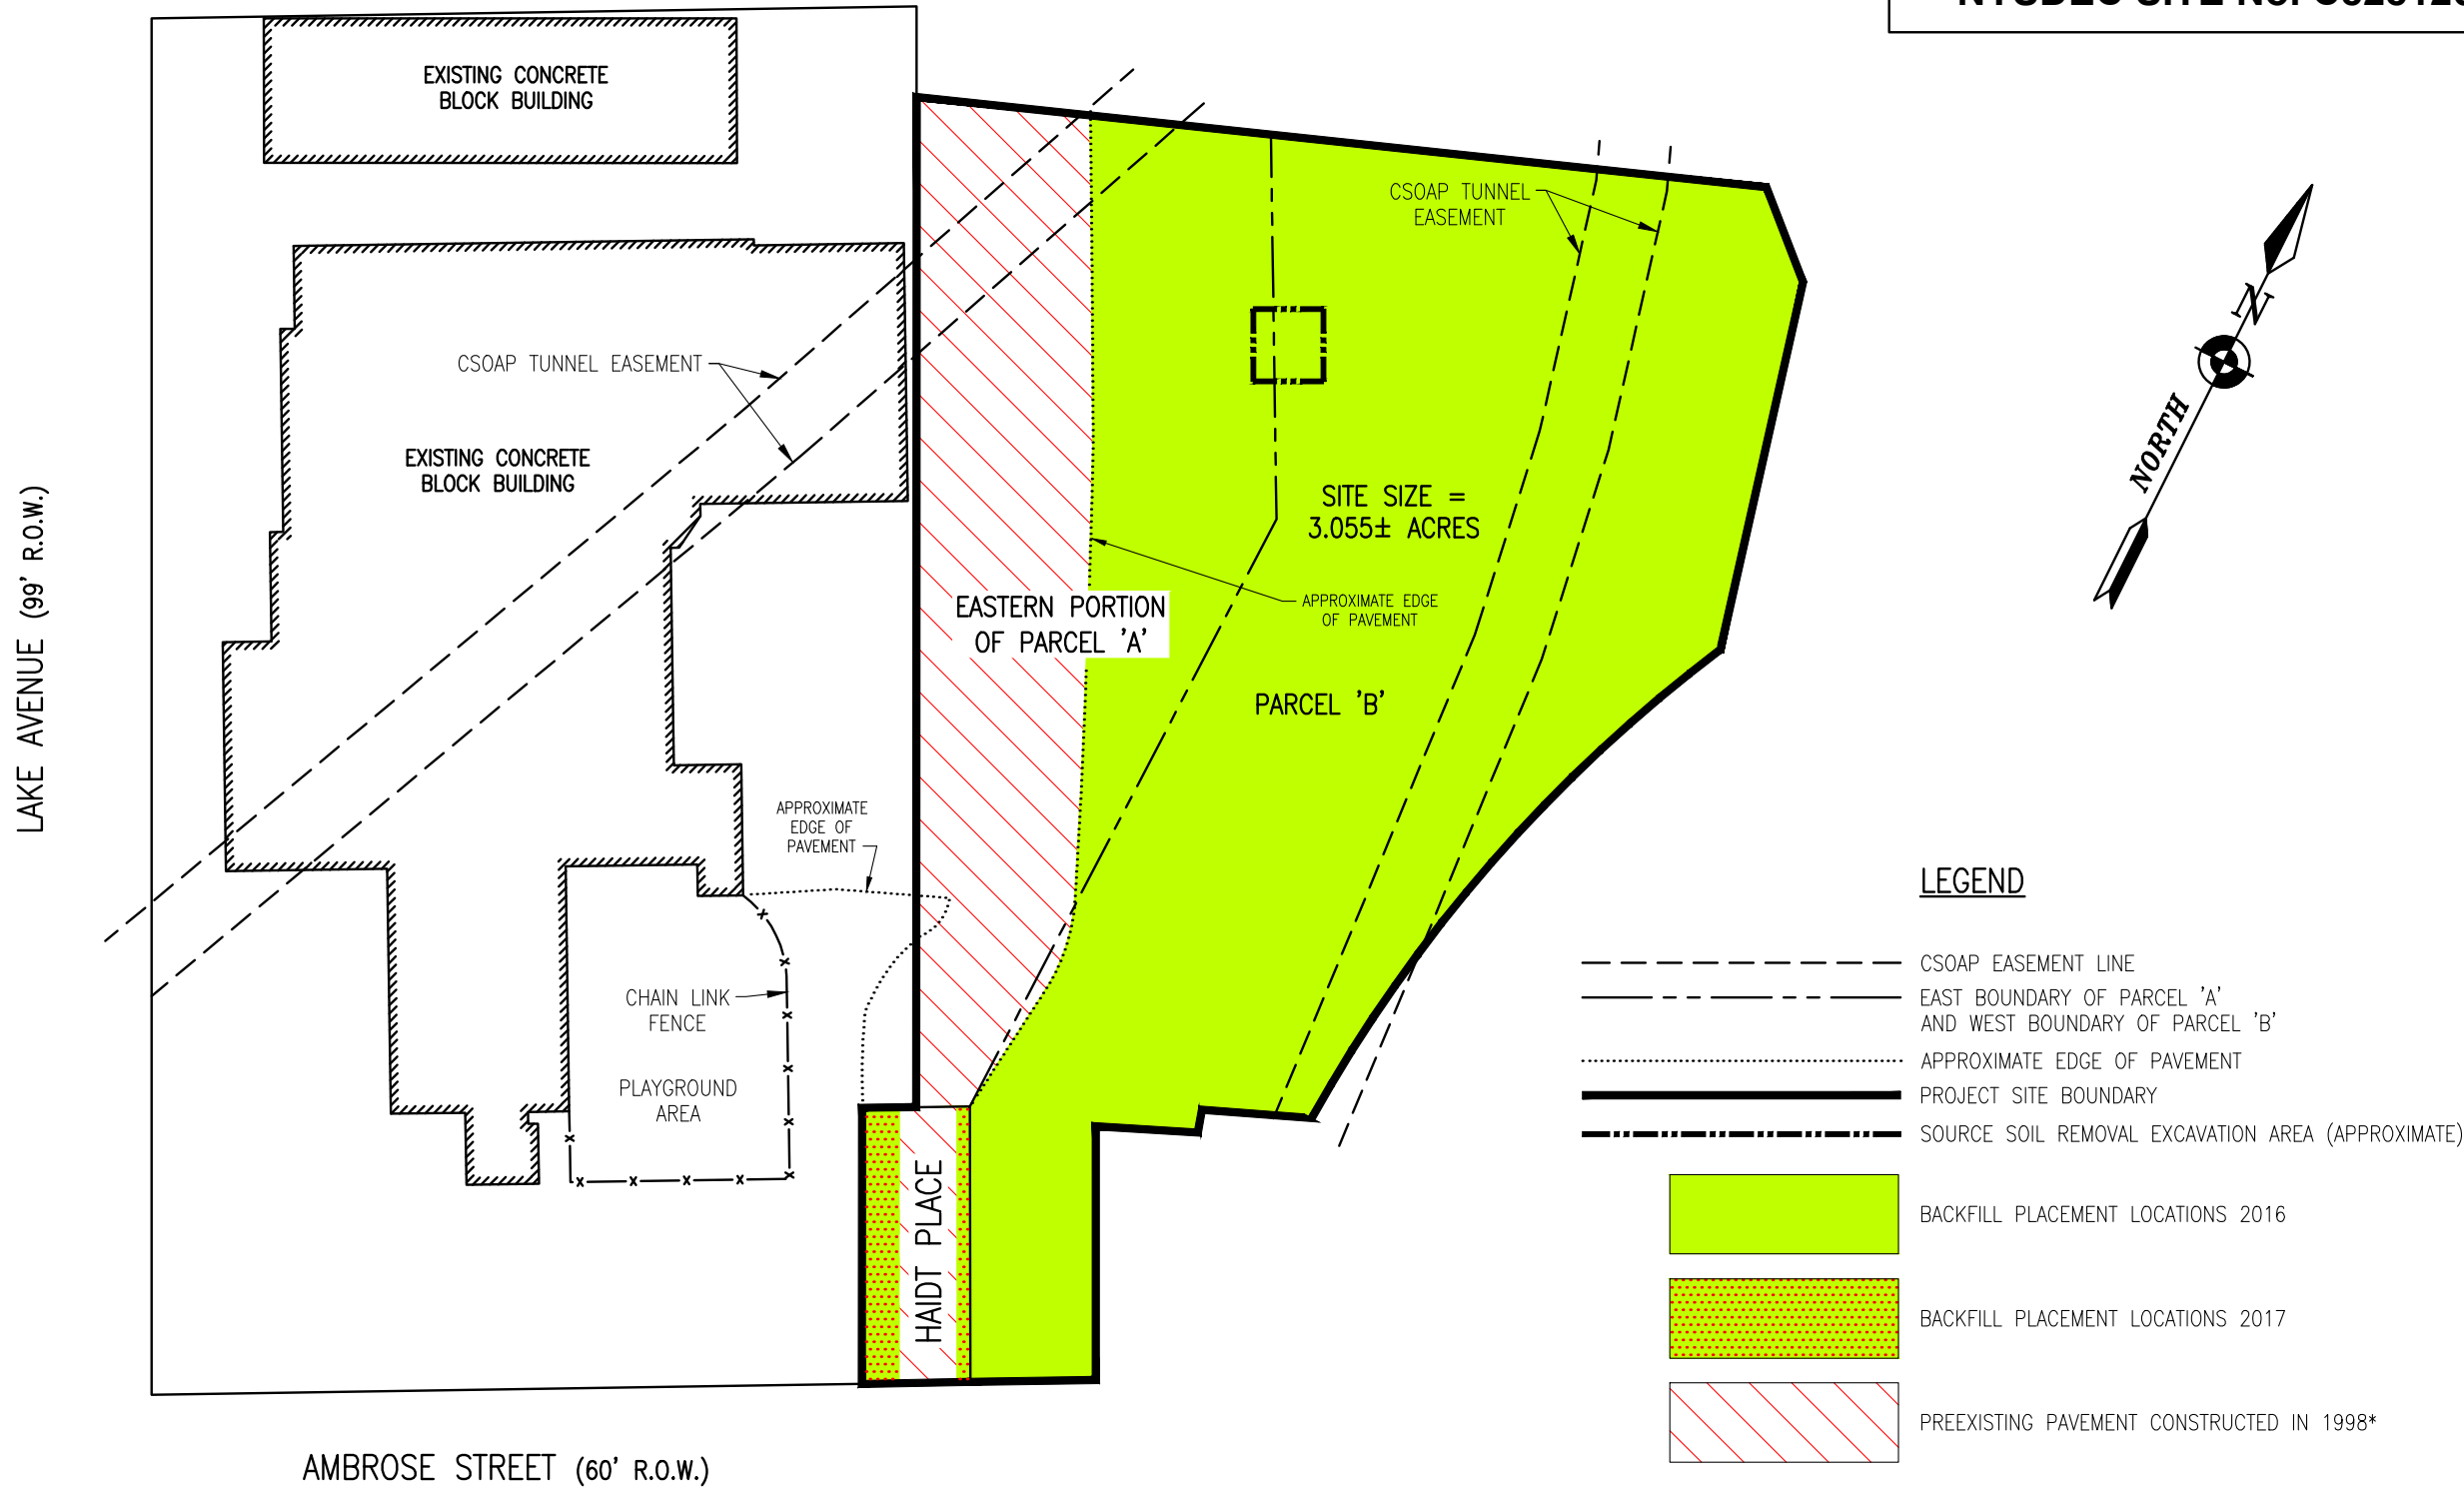 NYSDEC SITE No.
EXISTING CONCRETE
BLOCK BUILDING
CSOAP TUNNEL
EASEMENT
CSOAP TUNNEL EASEMENT
EXISTING CONCRETE
BLOCK BUILDING
SITE SIZE =
3.055± ACRES
EASTERN PORTION
OF PARCEL 'A'
APPROXIMATE EDGE
OF PAVEMENT
PARCEL 'B'
LAKE AVENUE (99' R.O.W.)
N
NORTH
APPROXIMATE
EDGE OF
PAVEMENT
CHAIN LINK
FENCE
PLAYGROUND
AREA
HAIDT PLACE
AMBROSE STREET (60' R.O.W.)
LEGEND
CSOAP EASEMENT LINE
EAST BOUNDARY OF PARCEL 'A'
AND WEST BOUNDARY OF PARCEL 'B'
APPROXIMATE EDGE OF PAVEMENT
PROJECT SITE BOUNDARY
SOURCE SOIL REMOVAL EXCAVATION AREA (APPROXIMATE)
BACKFILL PLACEMENT LOCATIONS 2016
BACKFILL PLACEMENT LOCATIONS 2017
PREEXISTING PAVEMENT CONSTRUCTED IN 1998*